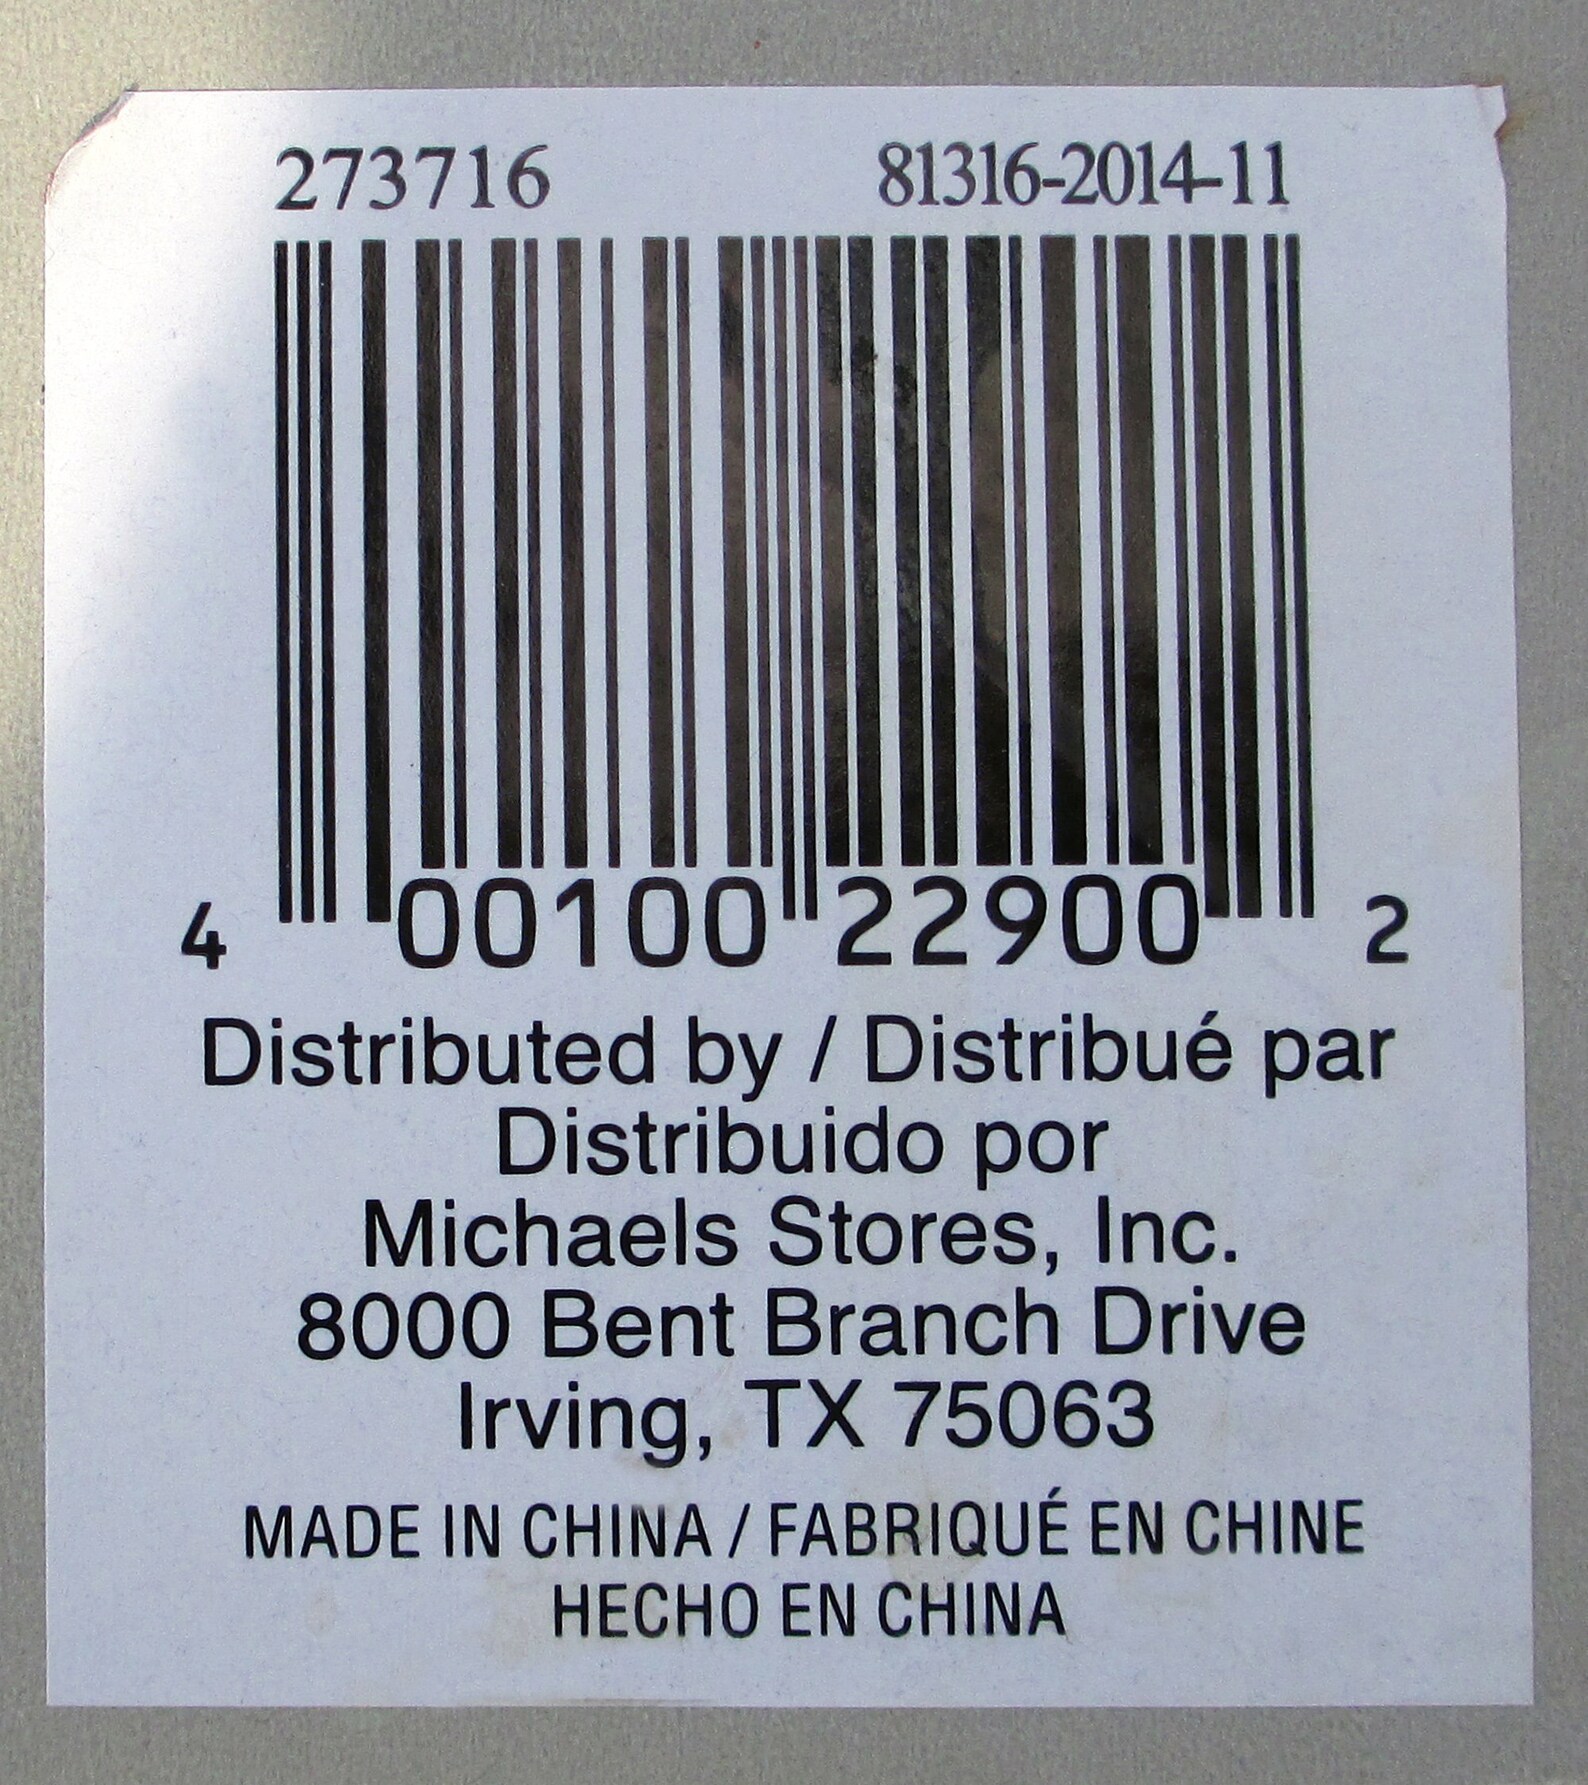 273716 81316-2014-11
4 00100 22900 2
Distributed by / Distribué par
Distribuido por
Michaels Stores, Inc.
8000 Bent Branch Drive
Irving, TX 75063
MADE IN CHINA / FABRIQUÉ EN CHINE
HECHO EN CHINA